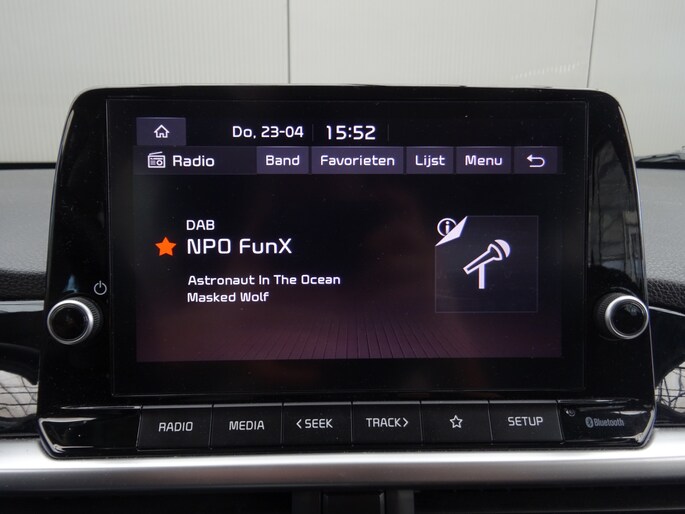 Do, 23-04 15:52
Radio Band Favorieten Lijst Menu
DAB
NPO FunX
Astronaut In The Ocean
Masked Wolf
RADIO MEDIA <SEEK TRACK> SETUP Bluetooth